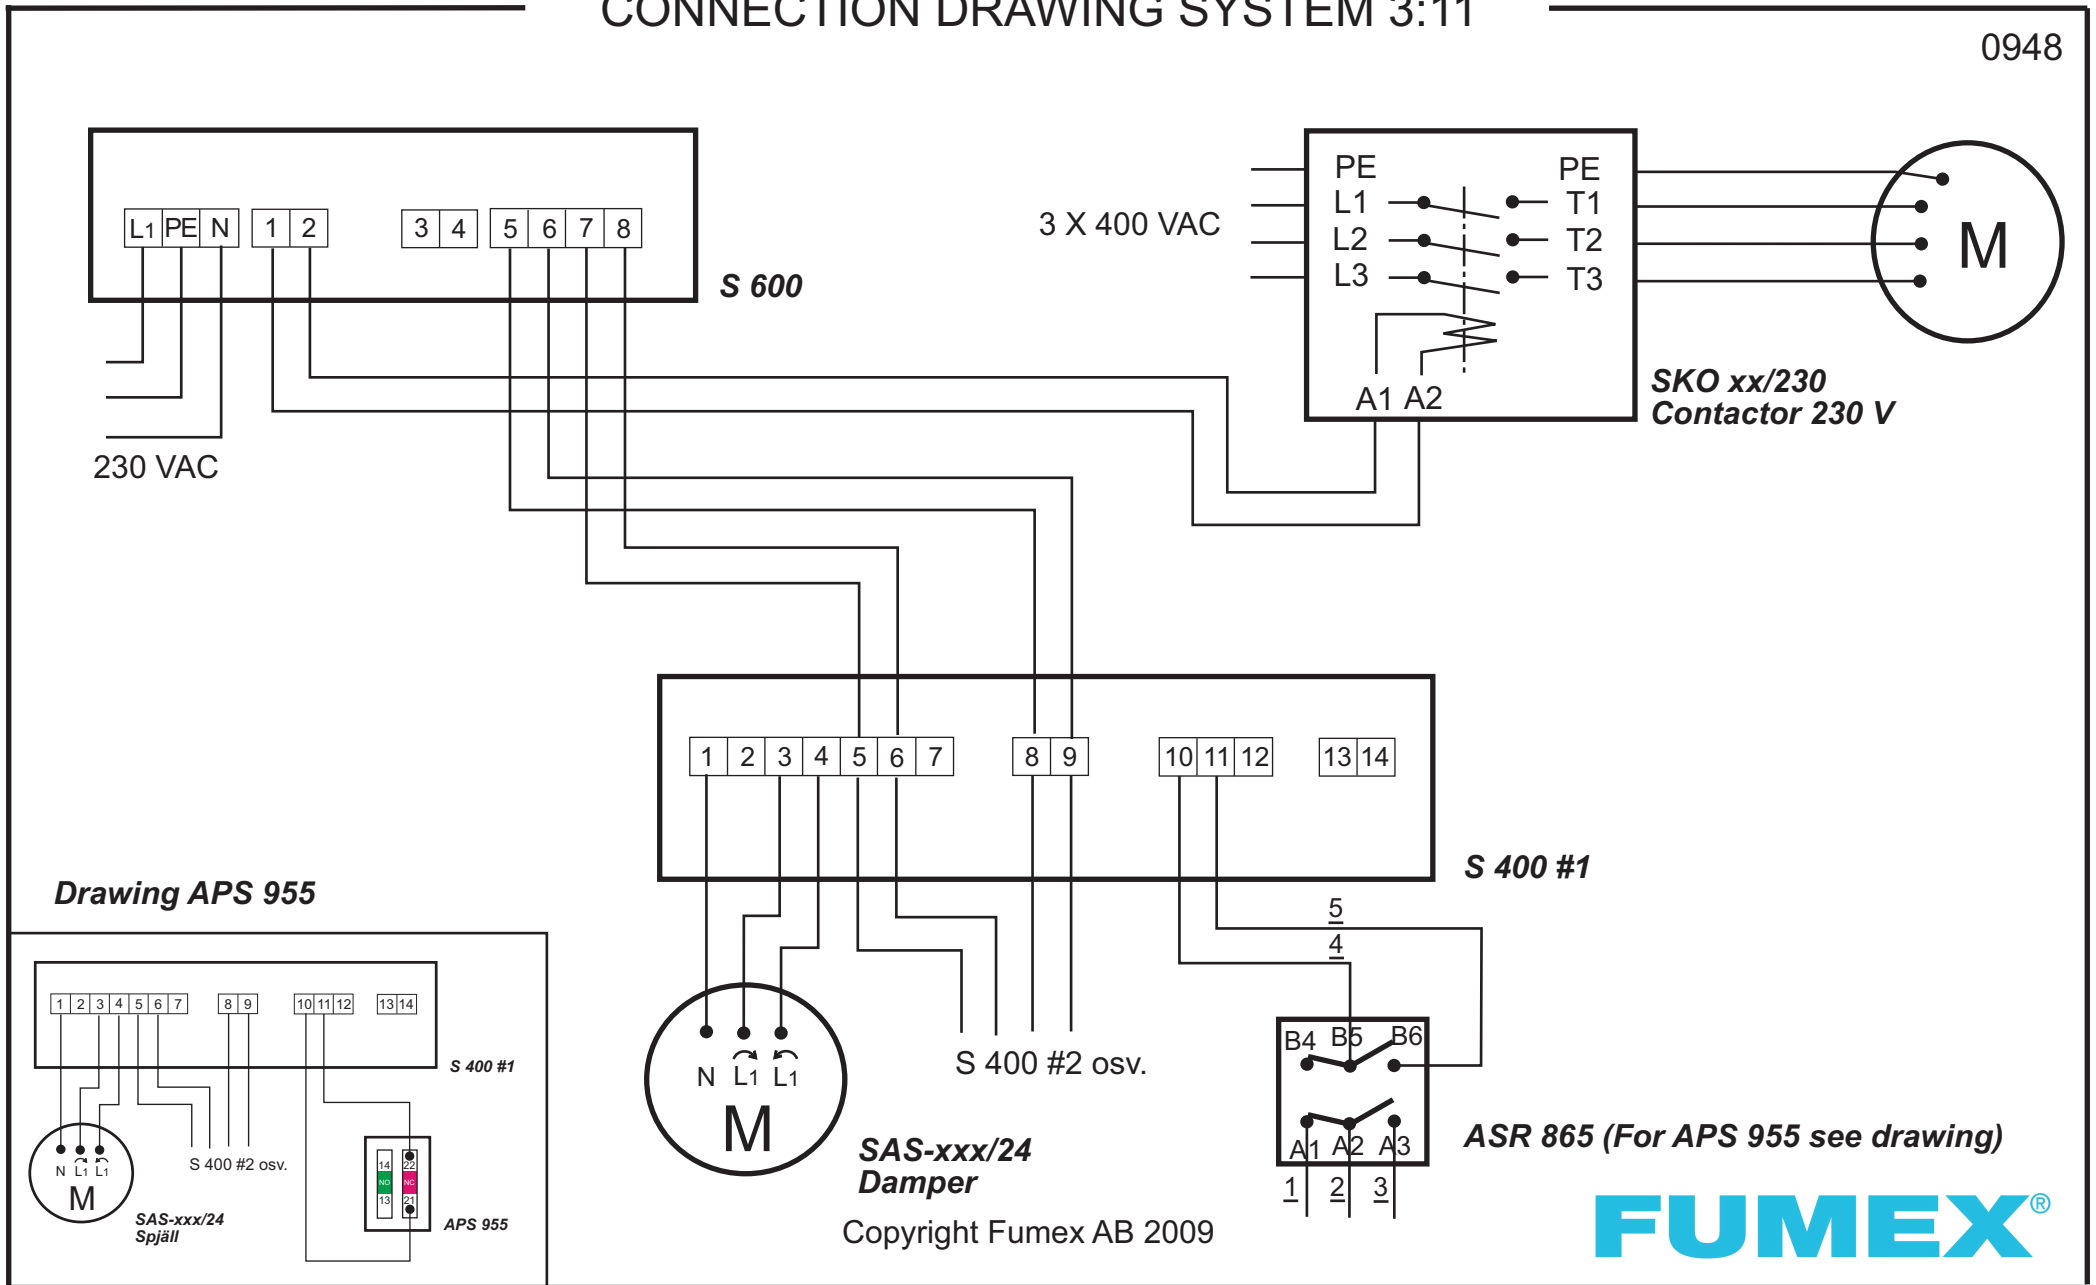 CONNECTION DRAWING SYSTEM 3:11
0948
L1 PE N 1 2 3 4 5 6 7 8
S 600
230 VAC
3 X 400 VAC
PE PE
L1 T1
L2 T2
L3 T3
A1 A2
M
SKO xx/230
Contactor 230 V
1 2 3 4 5 6 7 8 9 10 11 12 13 14
S 400 #1
5
4
N L1 L1
M
S 400 #2 osv.
SAS-xxx/24
Damper
B4 B5 B6
A1 A2 A3
1 2 3
ASR 865 (For APS 955 see drawing)
Drawing APS 955
1 2 3 4 5 6 7 8 9 10 11 12 13 14
S 400 #1
N L1 L1
M
S 400 #2 osv.
SAS-xxx/24
Spjäll
14 22
NO NC
13 21
APS 955
Copyright Fumex AB 2009
FUMEX®